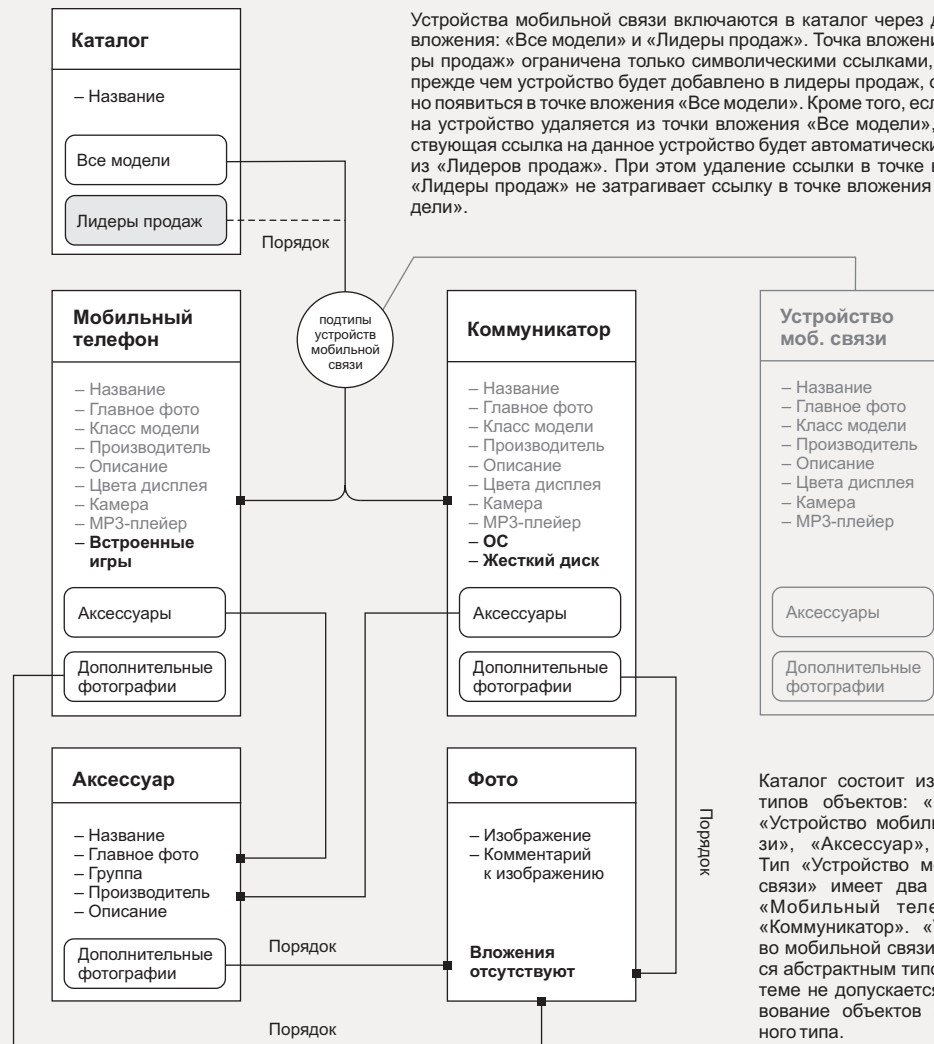 Устройства мобильной связи включаются в каталог через
вложения: «Все модели» и «Лидеры продаж». Точка
ры продаж» ограничена только символическими ссылками,
прежде чем устройство будет добавлено в лидеры продаж,
но появиться в точке вложения «Все модели». Кроме того,
на устройство удаляется из точки вложения «Все модели»,
ствующая ссылка на данное устройство будет автоматически
из «Лидеров продаж». При этом удаление ссылки в точке
«Лидеры продаж» не затрагивает ссылку в точке вложения
дели».
Каталог
– Название
Все модели
Лидеры продаж
Порядок
подтипы
устройств
мобильной
связи
Мобильный
телефон
– Название
– Главное фото
– Класс модели
– Производитель
– Описание
– Цвета дисплея
– Камера
– MP3-плейер
– Встроенные
игры
Аксессуары
Дополнительные
фотографии
Коммуникатор
– Название
– Главное фото
– Класс модели
– Производитель
– Описание
– Цвета дисплея
– Камера
– MP3-плейер
– ОС
– Жесткий диск
Аксессуары
Дополнительные
фотографии
Устройство
моб. связи
– Название
– Главное фото
– Класс модели
– Производитель
– Описание
– Цвета дисплея
– Камера
– MP3-плейер
Аксессуары
Дополнительные
фотографии
Аксессуар
– Название
– Главное фото
– Группа
– Производитель
– Описание
Дополнительные
фотографии
Порядок
Порядок
Фото
– Изображение
– Комментарий
к изображению
Вложения
отсутствуют
Порядок
Каталог состоит из
типов объектов:
«Устройство
зи», «Аксессуар»,
Тип «Устройство
связи» имеет два
«Мобильный
«Коммуникатор».
во мобильной связи
ся абстрактным
теме не допускается
вование объектов
ного типа.